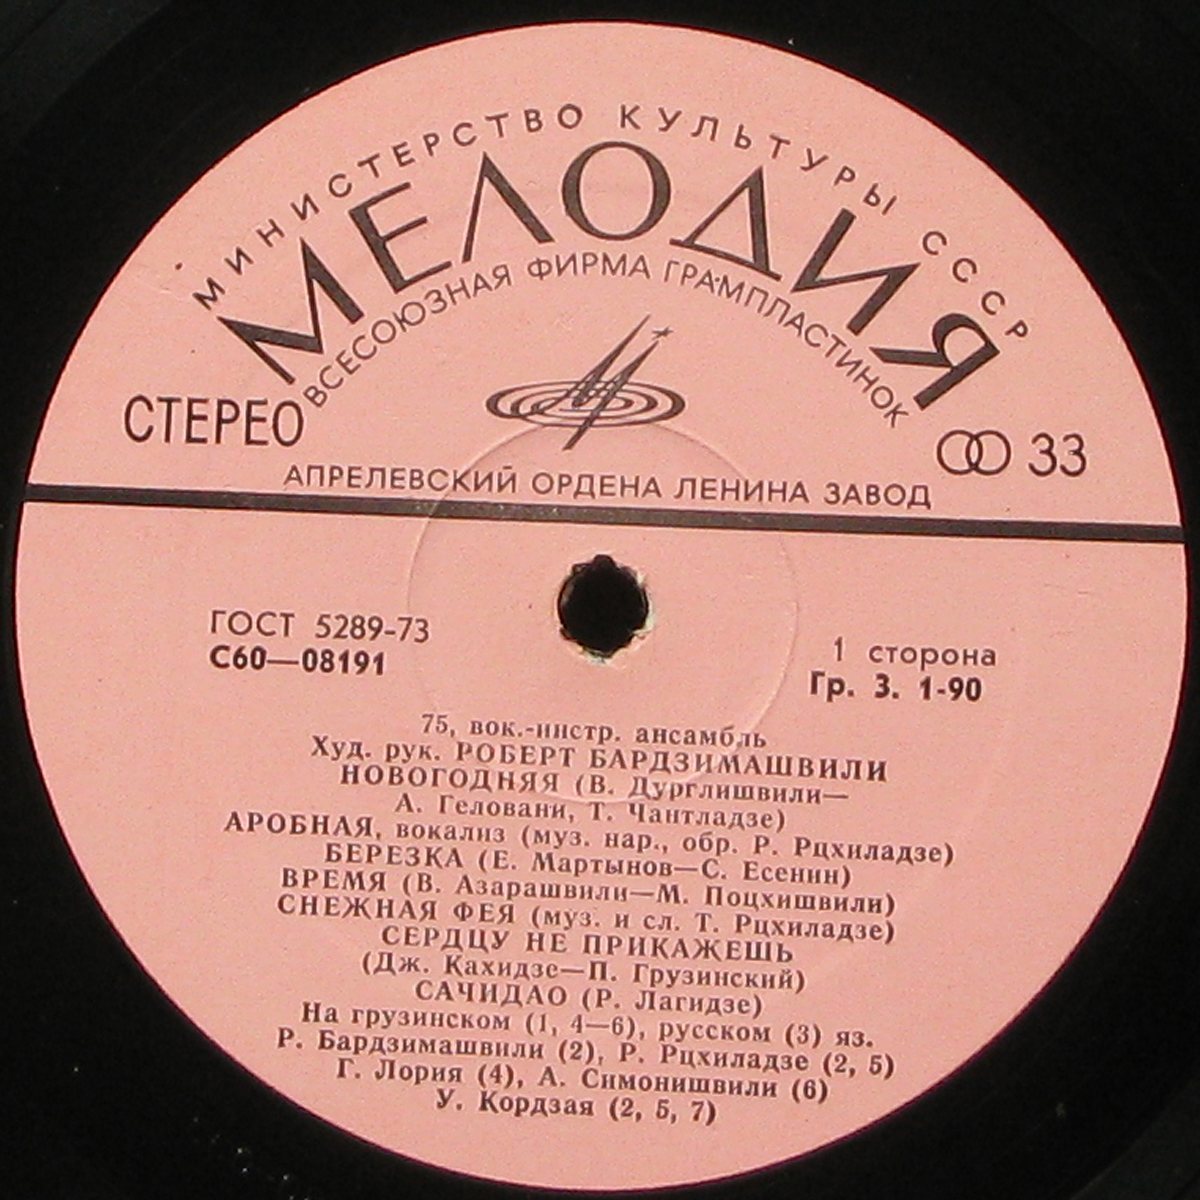 МИНИСТЕРСТВО КУЛЬТУРЫ СССР
МЕЛОДИЯ
ВСЕСОЮЗНАЯ ФИРМА ГРАМПЛАСТИНОК
СТЕРЕО
33
АПРЕЛЕВСКИЙ ОРДЕНА ЛЕНИНА ЗАВОД
ГОСТ 5289-73
С60—08191
1 сторона
Гр. 3. 1-90
75, вок.-инстр. ансамбль
Худ. рук. РОБЕРТ БАРДЗИМАШВИЛИ
НОВОГОДНЯЯ (В. Дурглишвили—
А. Геловани, Т. Чантладзе)
АРОБНАЯ, вокализ (муз. нар., обр. Р. Рцхиладзе)
БЕРЕЗКА (Е. Мартынов—С. Есенин)
ВРЕМЯ (В. Азарашвили—М. Поцхишвили)
СНЕЖНАЯ ФЕЯ (муз. и сл. Т. Рцхиладзе)
СЕРДЦУ НЕ ПРИКАЖЕШЬ
(Дж. Кахидзе—П. Грузинский)
САЧИДАО (Р. Лагидзе)
На грузинском (1, 4—6), русском (3) яз.
Р. Бардзимашвили (2), Р. Рцхиладзе (2, 5)
Г. Лория (4), А. Симонишвили (6)
У. Кордзая (2, 5, 7)